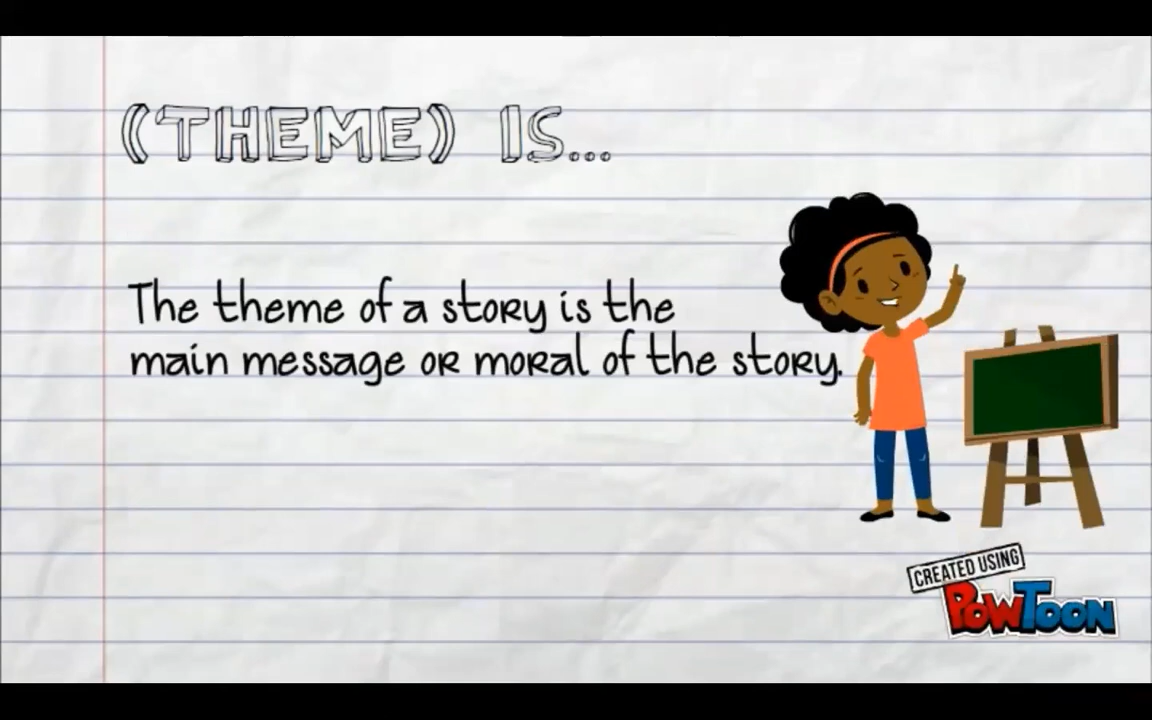 (THEME) IS...
The theme of a story is the
main message or moral of the story.
CREATED USING
POWTOON